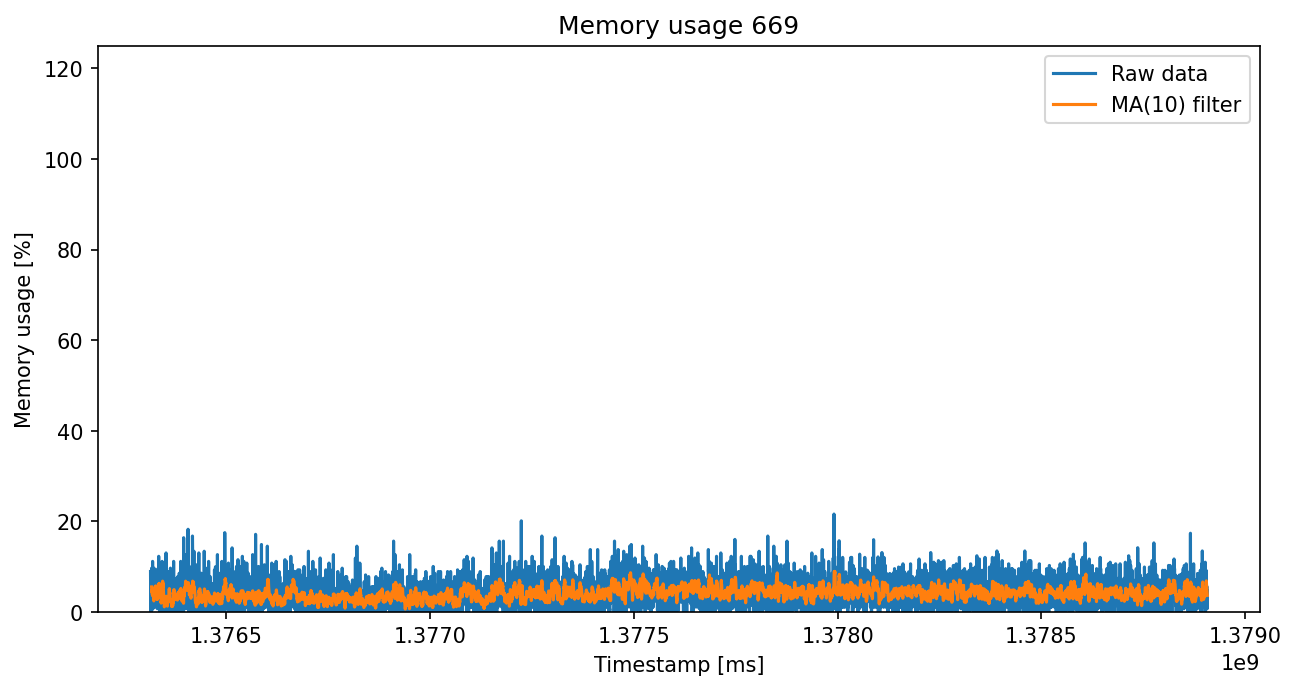 Memory usage 669
Raw data
MA(10) filter
Memory usage [%]
120
100
80
60
40
20
0
1.3765
1.3770
1.3775
1.3780
1.3785
1.3790
1e9
Timestamp [ms]